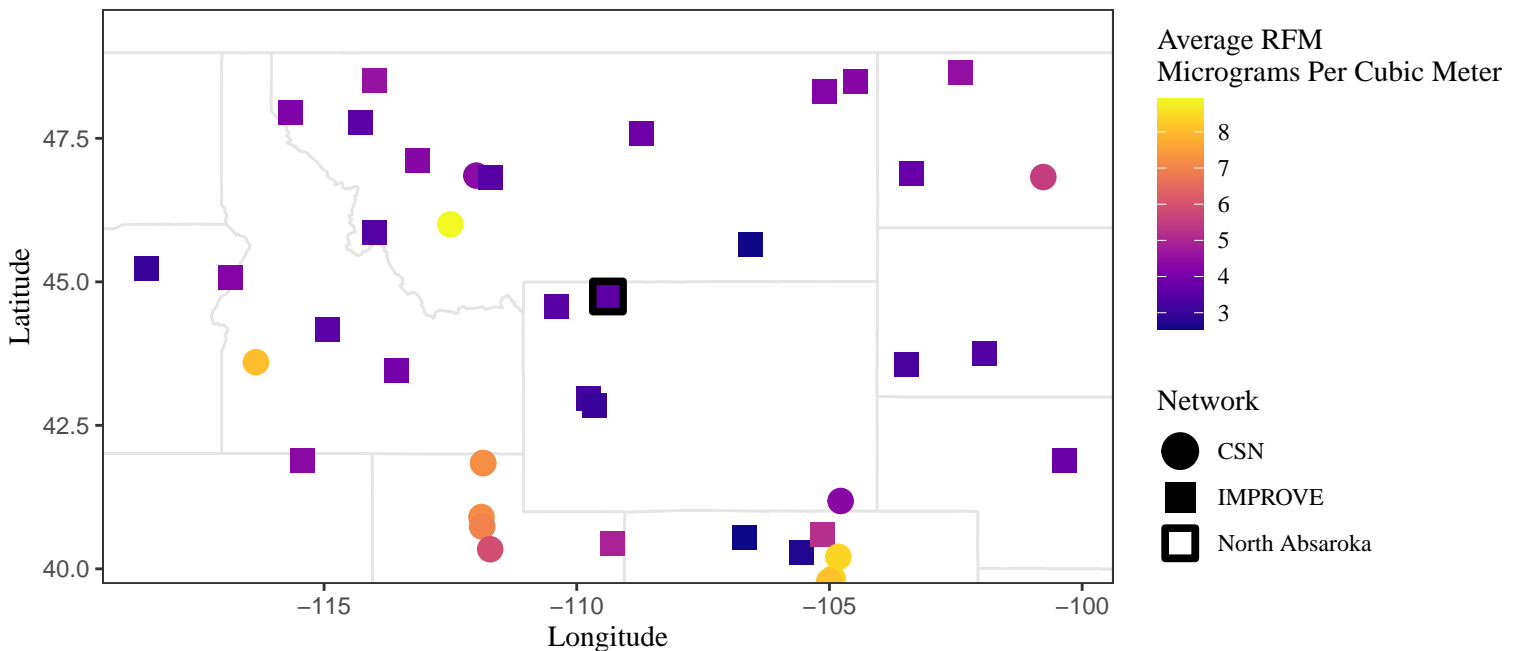 Average RFM
Micrograms Per Cubic Meter
8
7
6
5
4
3
Network
CSN
IMPROVE
North Absaroka
Latitude
47.5
45.0
42.5
40.0
−115
−110
−105
−100
Longitude